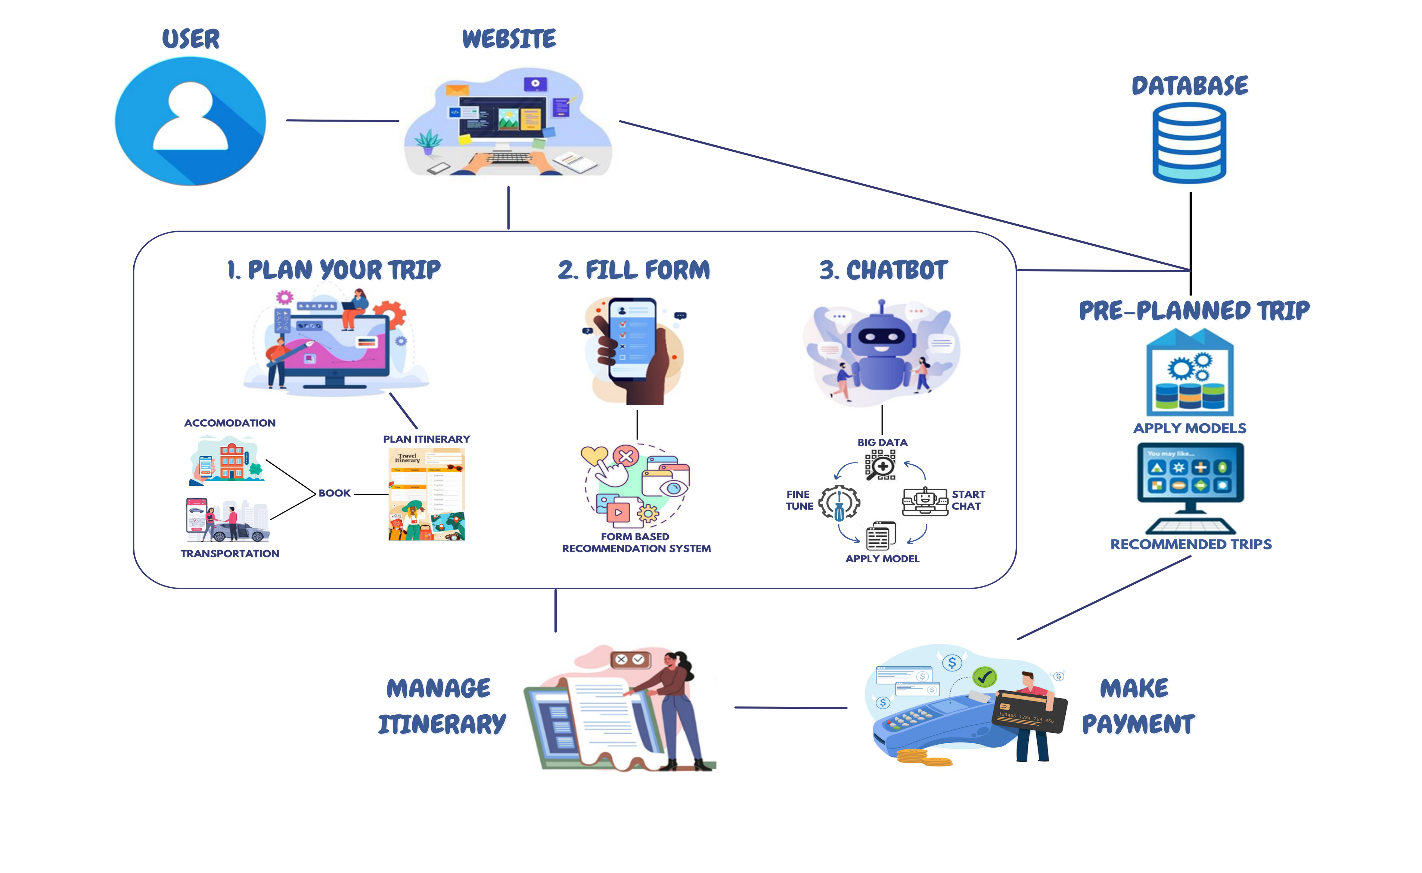 USER
WEBSITE
DATABASE
1. PLAN YOUR TRIP
2. FILL FORM
3. CHATBOT
PRE-PLANNED TRIP
ACCOMODATION
PLAN ITINERARY
Travel
Itinerary
BOOK
TRANSPORTATION
FORM BASED
RECOMMENDATION SYSTEM
BIG DATA
FINE
TUNE
START
CHAT
APPLY MODEL
APPLY MODELS
You may like...
RECOMMENDED TRIPS
MANAGE
ITINERARY
MAKE
PAYMENT